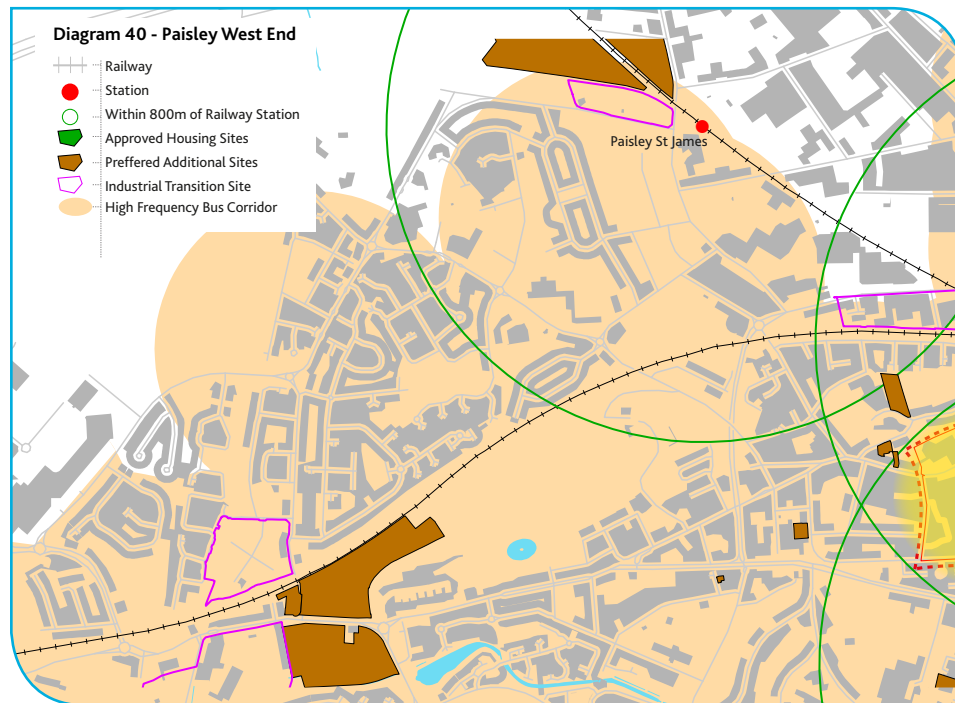 Diagram 40 - Paisley West End
Railway
Station
Within 800m of Railway Station
Approved Housing Sites
Preffered Additional Sites
Industrial Transition Site
High Frequency Bus Corridor
Paisley St James